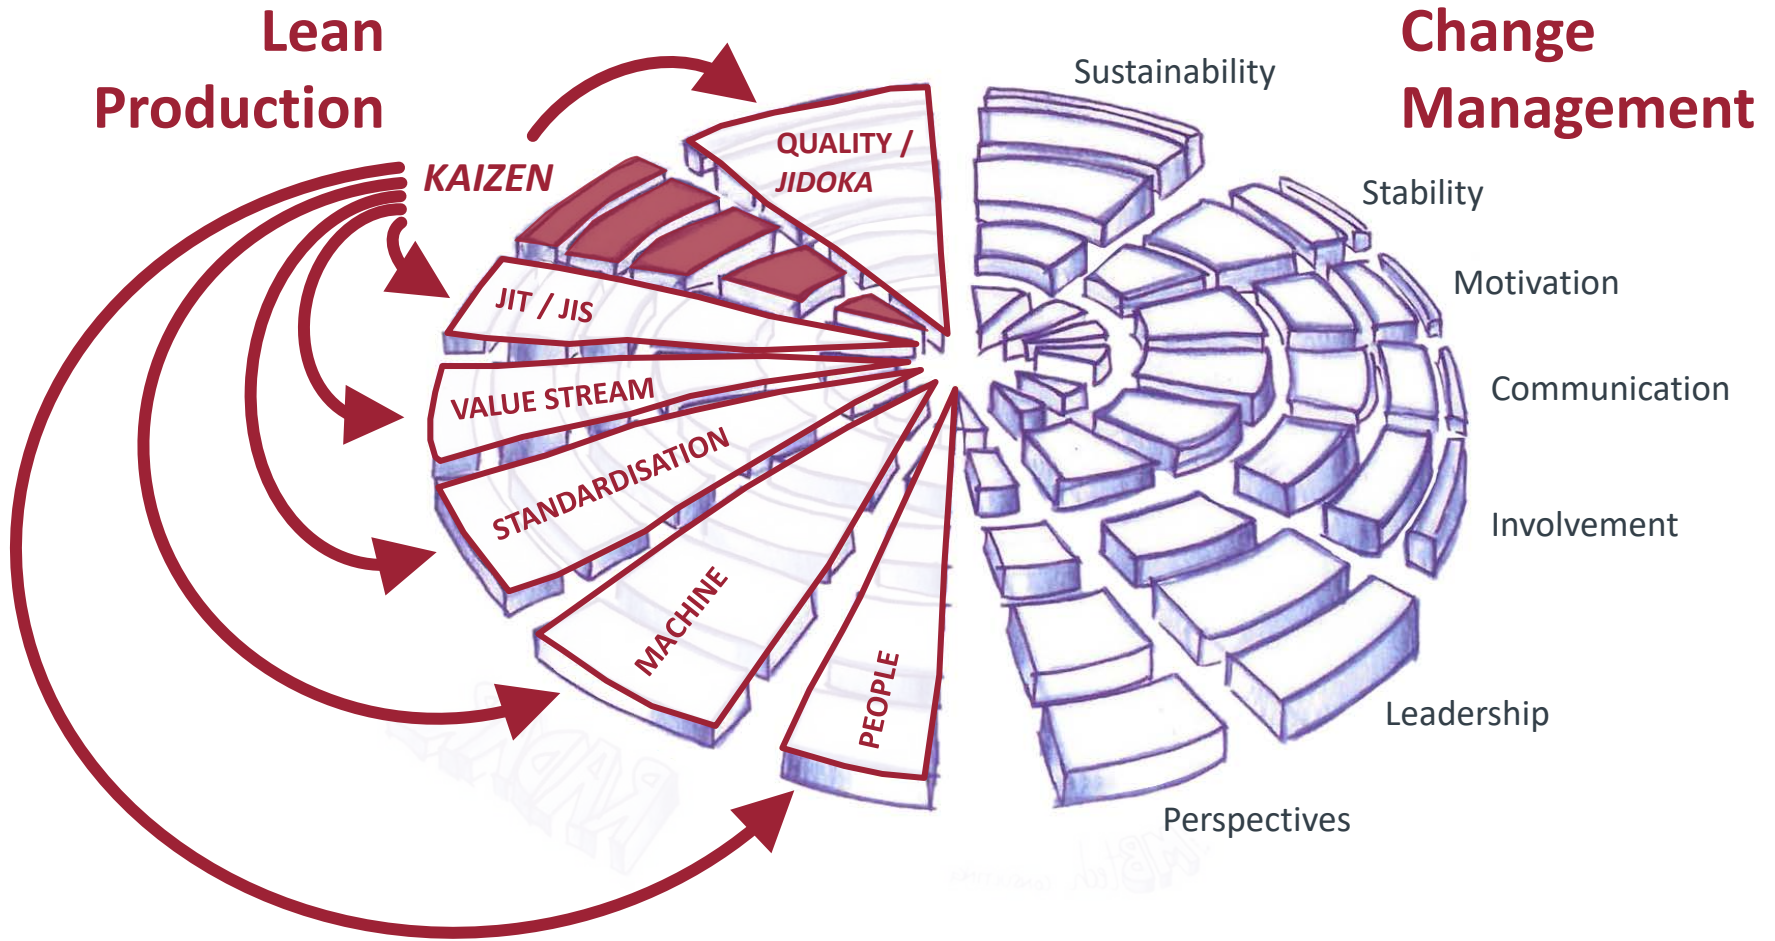 Lean
Production
Change
Management
KAIZEN
QUALITY /
JIDOKA
JIT / JIS
VALUE STREAM
STANDARDISATION
MACHINE
PEOPLE
Sustainability
Stability
Motivation
Communication
Involvement
Leadership
Perspectives